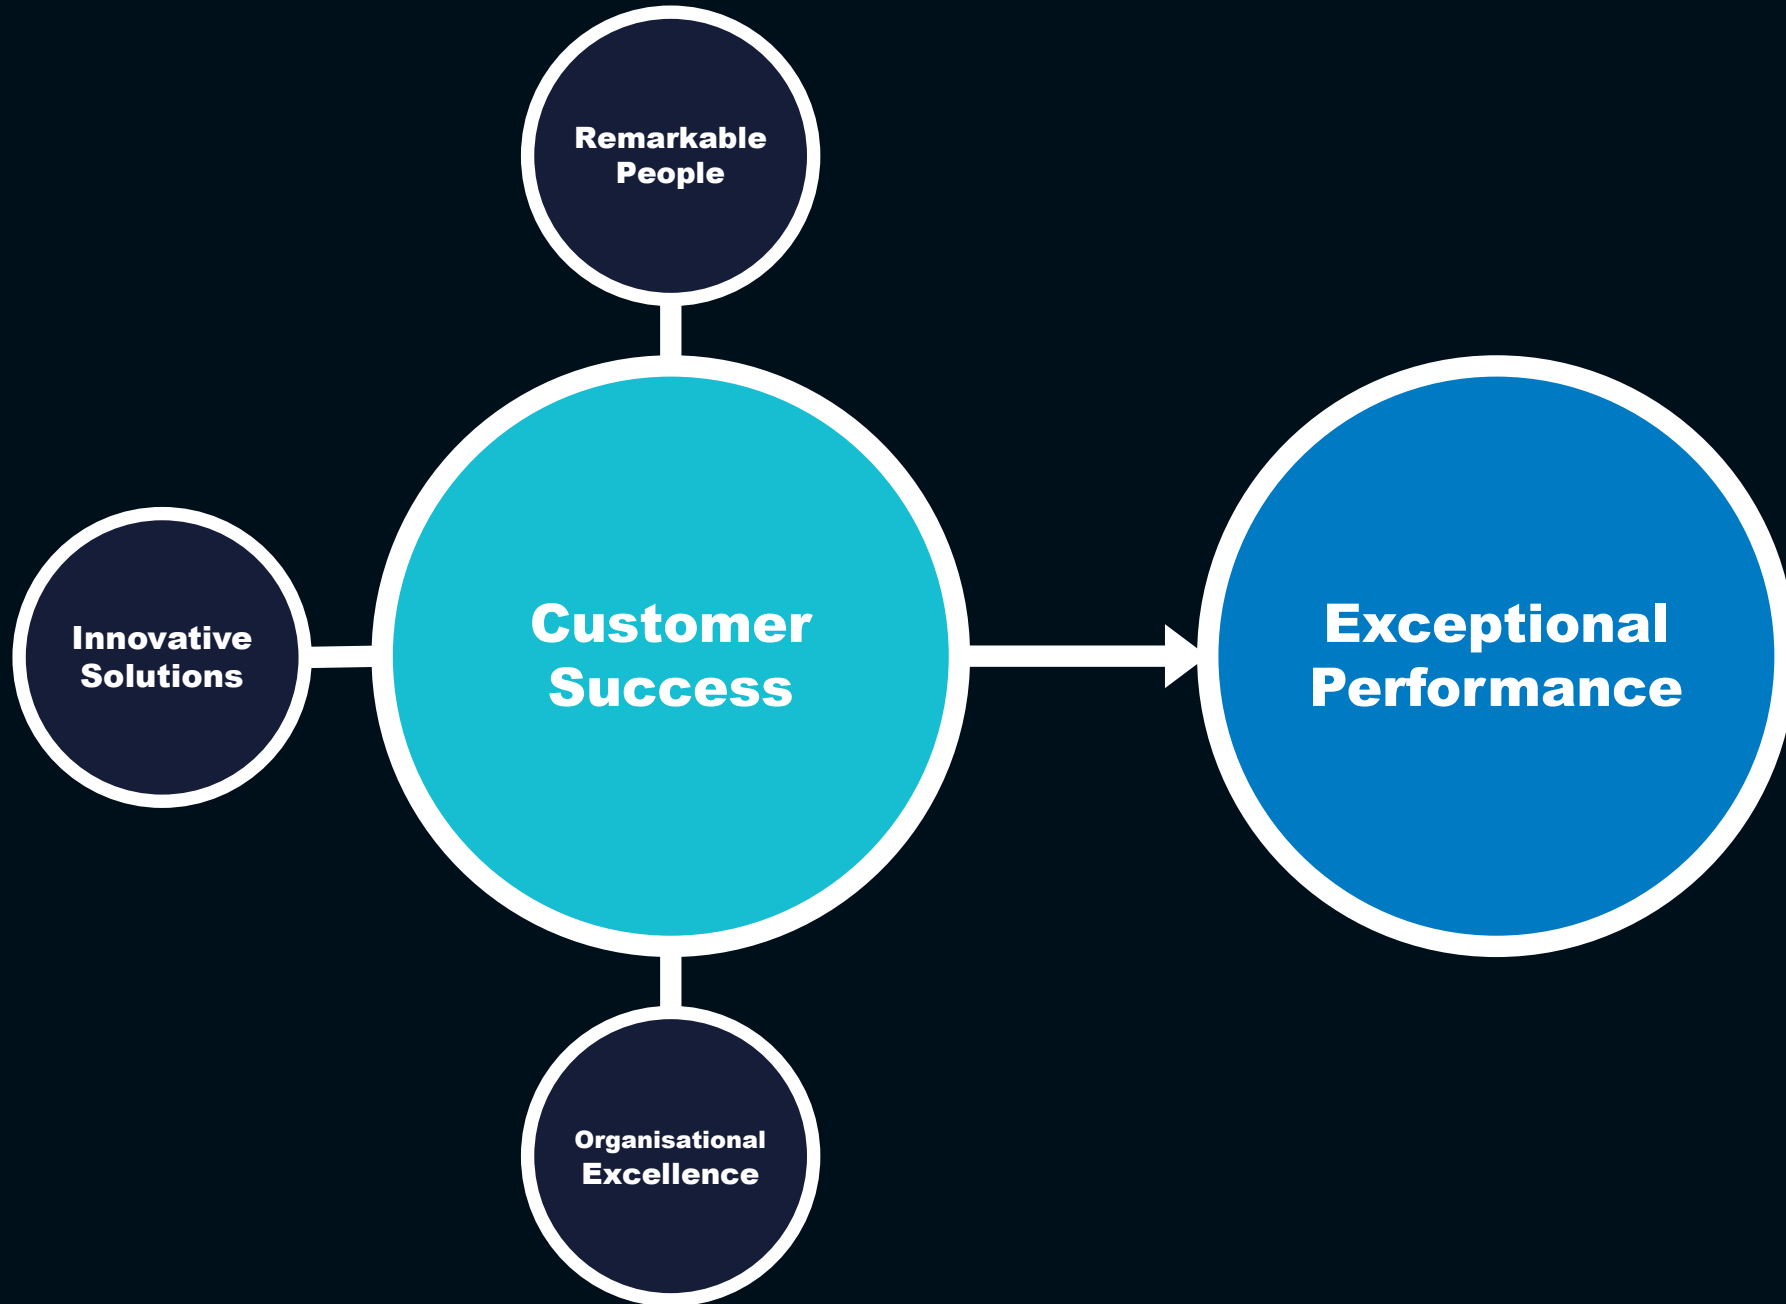 Remarkable
People
Innovative
Solutions
Customer
Success
Exceptional
Performance
Organisational
Excellence